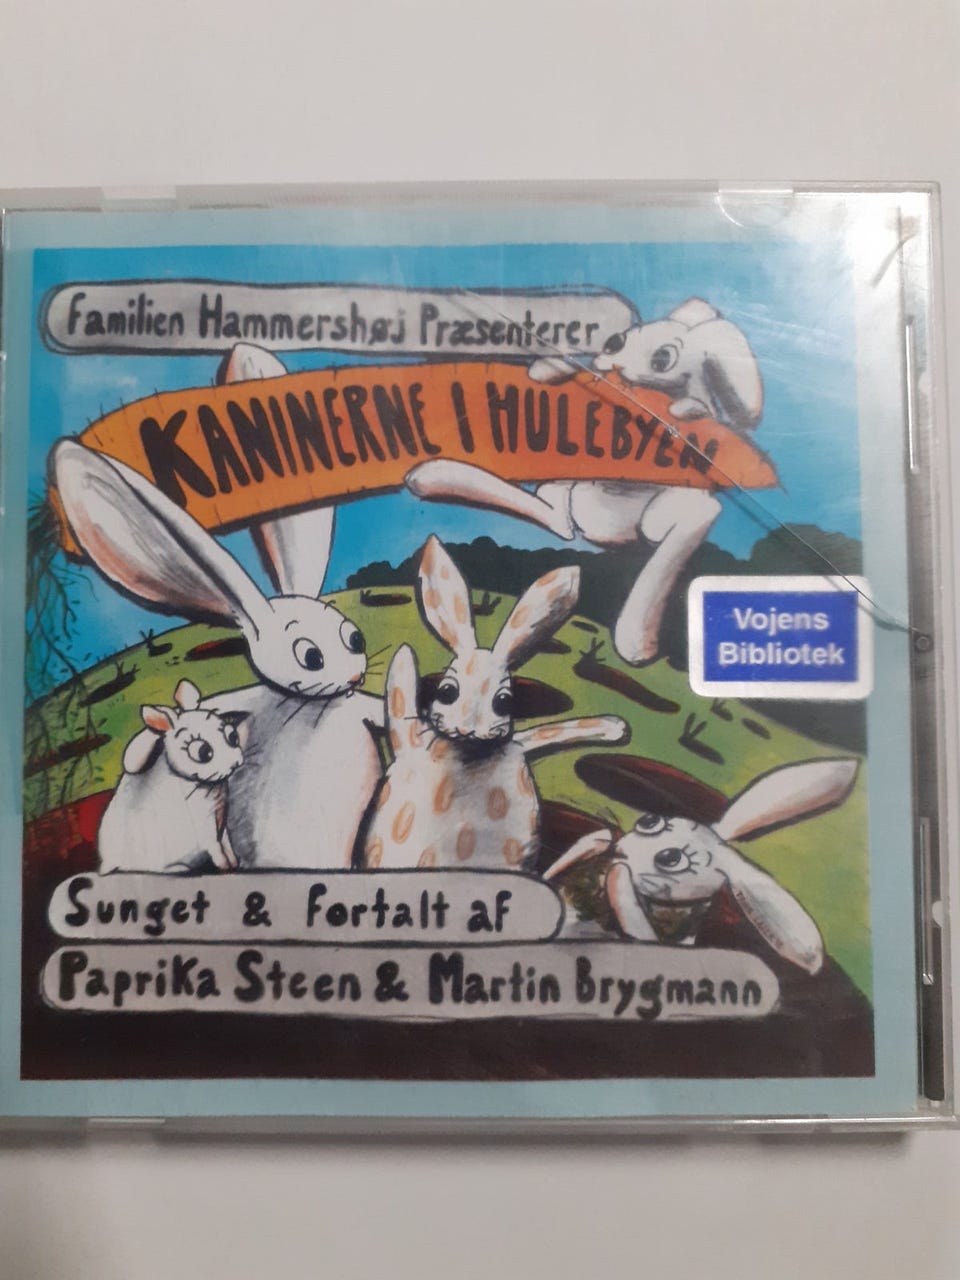 Familien Hammershøj Præsenterer
KANINERNE I HULEBYEN
Vojens
Bibliotek
Sunget & Fortalt af
Paprika Steen & Martin Brygmann